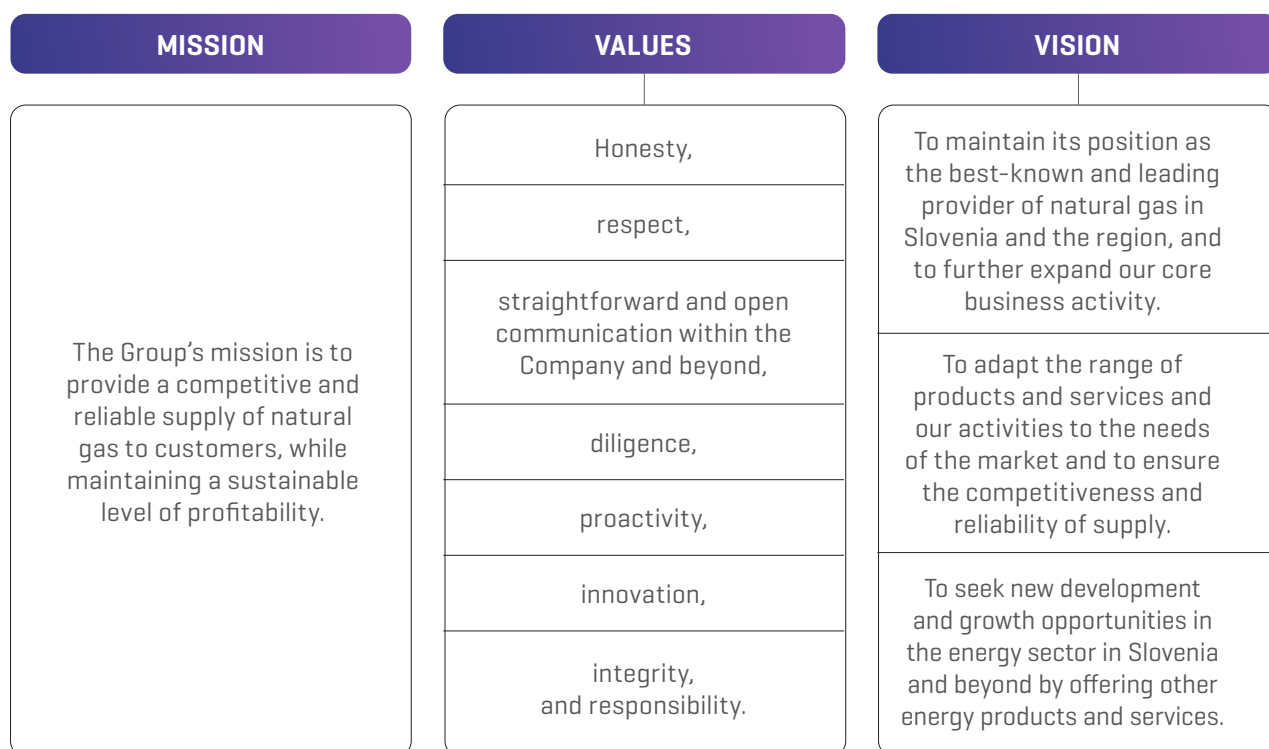 MISSION
The Group's mission is to
provide a competitive and
reliable supply of natural
gas to customers, while
maintaining a sustainable
level of profitability.
VALUES
Honesty,
respect,
straightforward and open
communication within the
Company and beyond,
diligence,
proactivity,
innovation,
integrity,
and responsibility.
VISION
To maintain its position as
the best-known and leading
provider of natural gas in
Slovenia and the region, and
to further expand our core
business activity.
To adapt the range of
products and services and
our activities to the needs
of the market and to ensure
the competitiveness and
reliability of supply.
To seek new development
and growth opportunities in
the energy sector in Slovenia
and beyond by offering other
energy products and services.